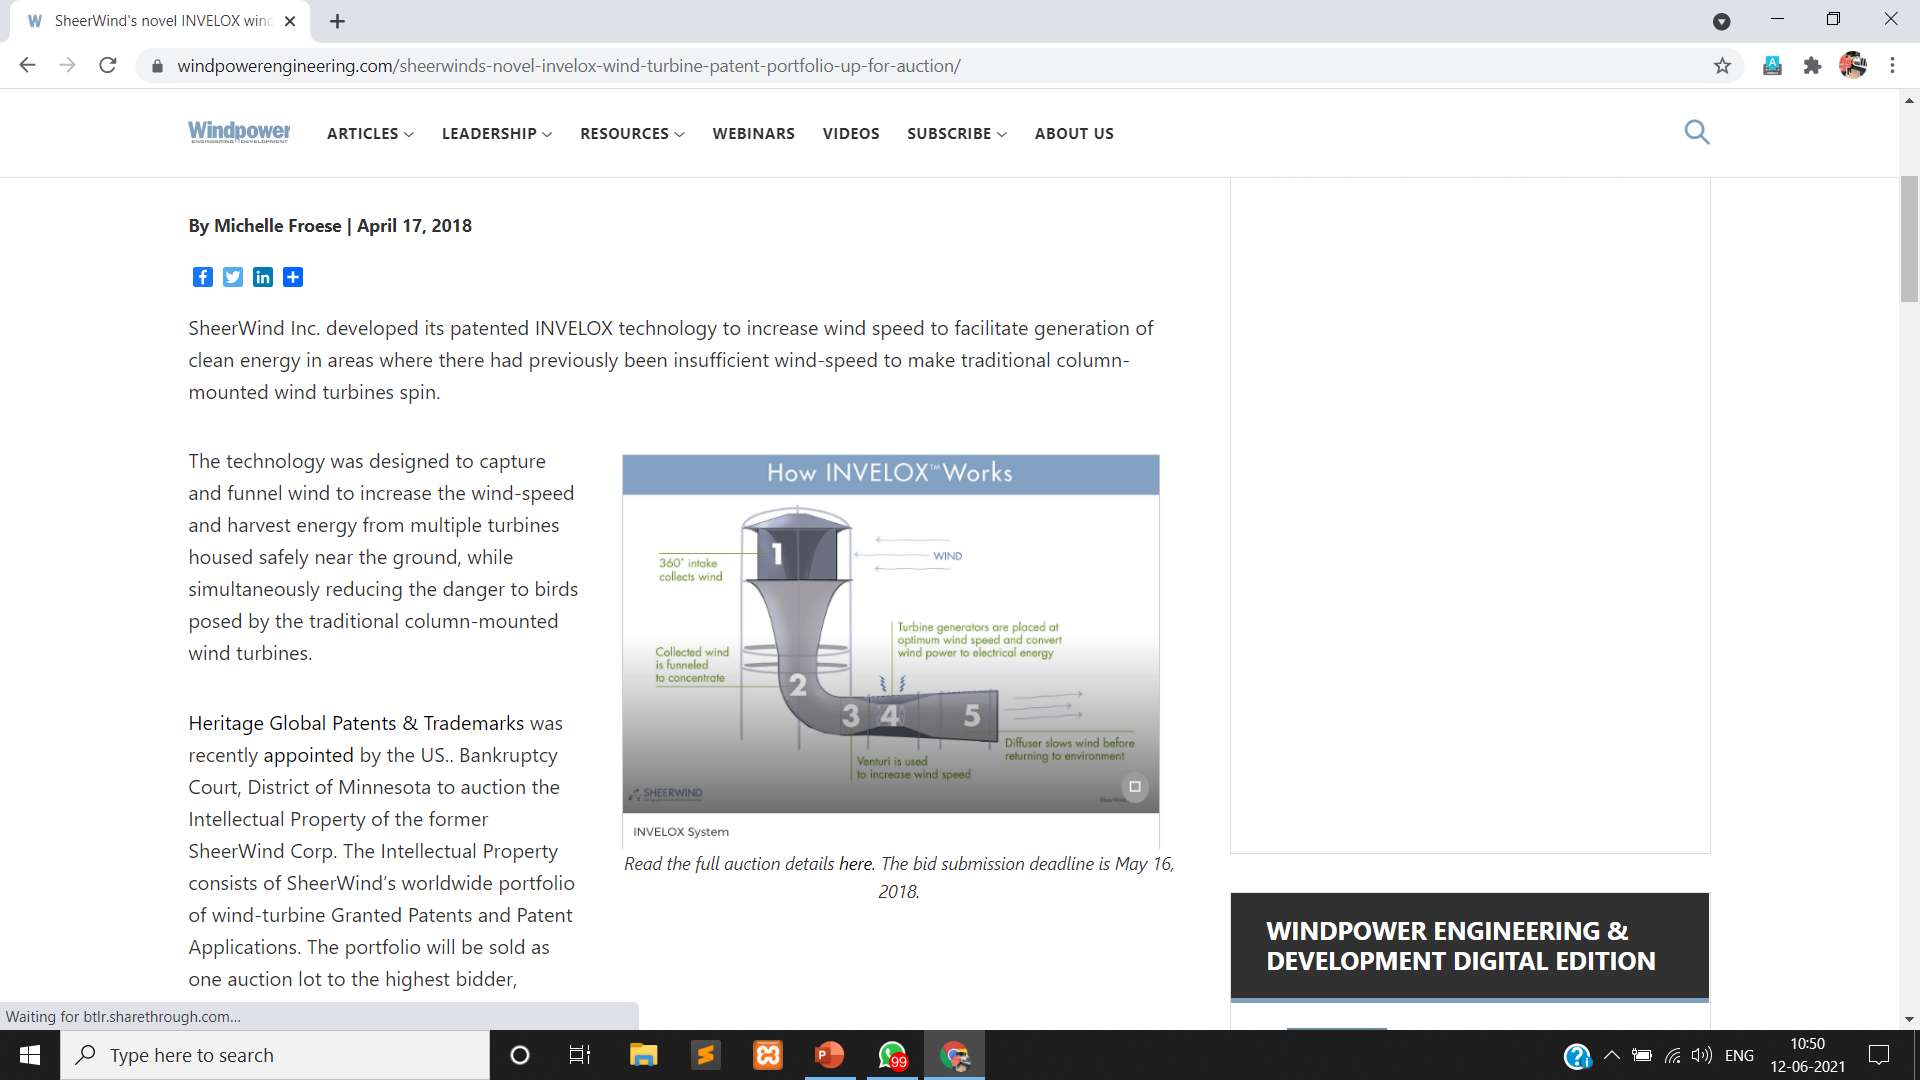 W SheerWind's novel INVELOX wind
windpowerengineering.com/sheerwinds-novel-invelox-wind-turbine-patent-portfolio-up-for-auction/
Windpower
ENGINEERING DEVELOPMENT
ARTICLES LEADERSHIP RESOURCES WEBINARS VIDEOS SUBSCRIBE ABOUT US
By Michelle Froese | April 17, 2018
SheerWind Inc. developed its patented INVELOX technology to increase wind speed to facilitate generation of
clean energy in areas where there had previously been insufficient wind-speed to make traditional column-
mounted wind turbines spin.
The technology was designed to capture
and funnel wind to increase the wind-speed
and harvest energy from multiple turbines
housed safely near the ground, while
simultaneously reducing the danger to birds
posed by the traditional column-mounted
wind turbines.
Heritage Global Patents & Trademarks was
recently appointed by the US.. Bankruptcy
Court, District of Minnesota to auction the
Intellectual Property of the former
SheerWind Corp. The Intellectual Property
consists of SheerWind's worldwide portfolio
of wind-turbine Granted Patents and Patent
Applications. The portfolio will be sold as
one auction lot to the highest bidder,
How INVELOX™ Works
1
360° intake
collects wind
WIND
Turbine generators are placed at
optimum wind speed and convert
wind power to electrical energy
Collected wind
is funneled
to concentrate
2
3 4 5
Diffuser slows wind before
returning to environment
Venturi is used
to increase wind speed
SHEERWIND
INVELOX System
Read the full auction details here. The bid submission deadline is May 16,
2018.
WINDPOWER ENGINEERING &
DEVELOPMENT DIGITAL EDITION
Waiting for btlr.sharethrough.com...
Type here to search
99
ENG
10:50
12-06-2021